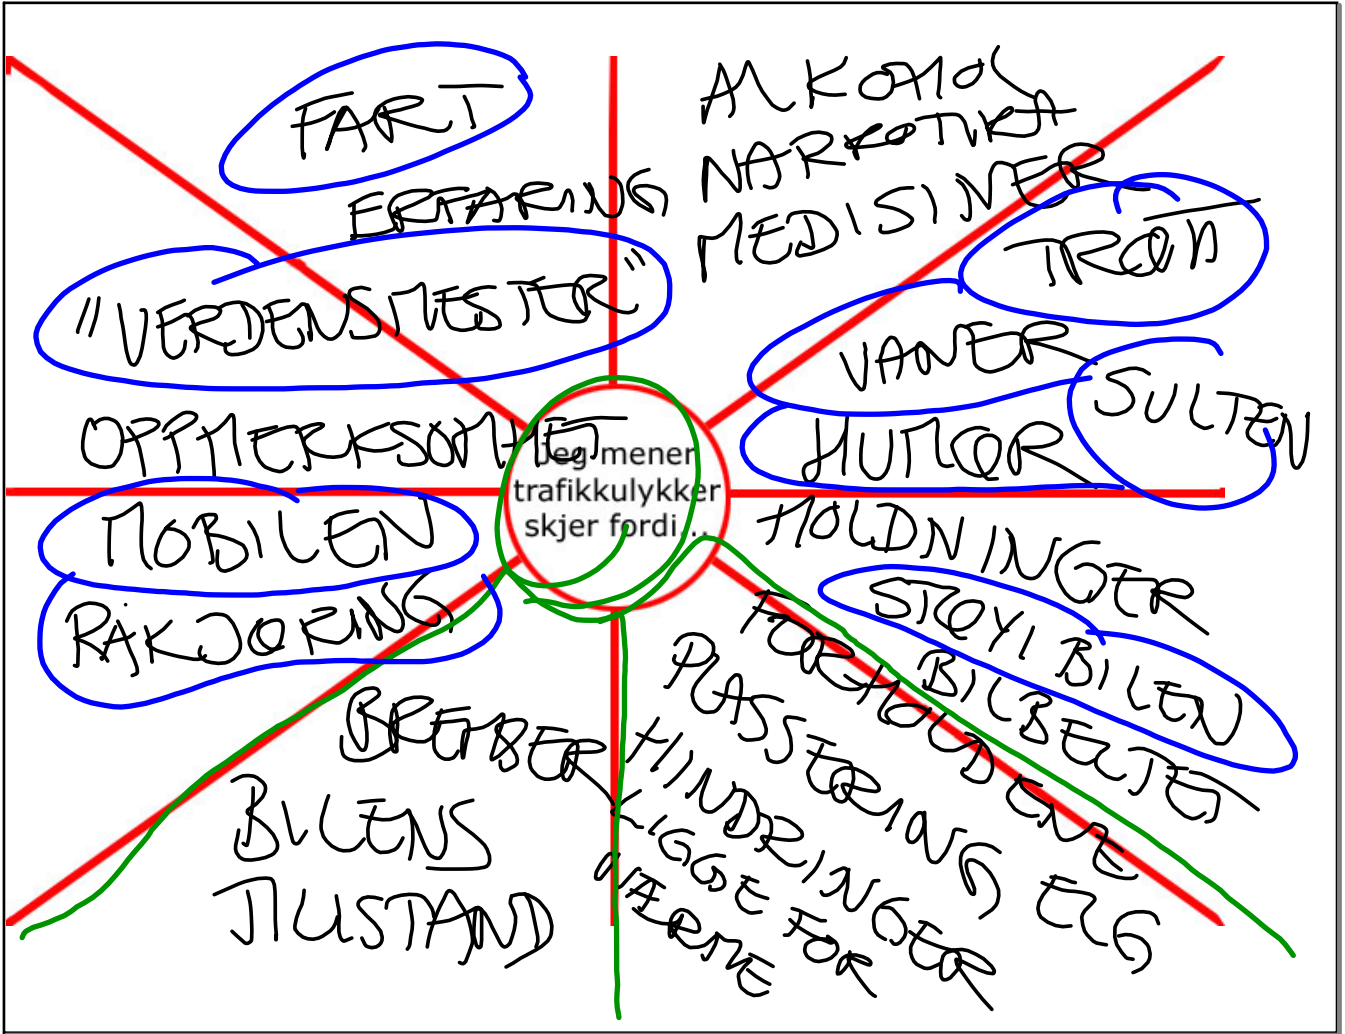 FART
ERFARING
"VERDENSMESTER"
OPPMERKSOMHET
MOBILEN
RÅKJØRING
ALKOHOL
NARKOTIKA
MEDISINER
TRØTT
VANER
HUMØR
SULTEN
Jeg mener
trafikkulykker
skjer fordi...
HOLDNINGER
STØY I BILEN
BILBELTET
FORHOLDENE
ELG
PLASSERING
HINDRINGER
LIGGE FOR
NÆRME
BREMSER
BILENS
TILSTAND